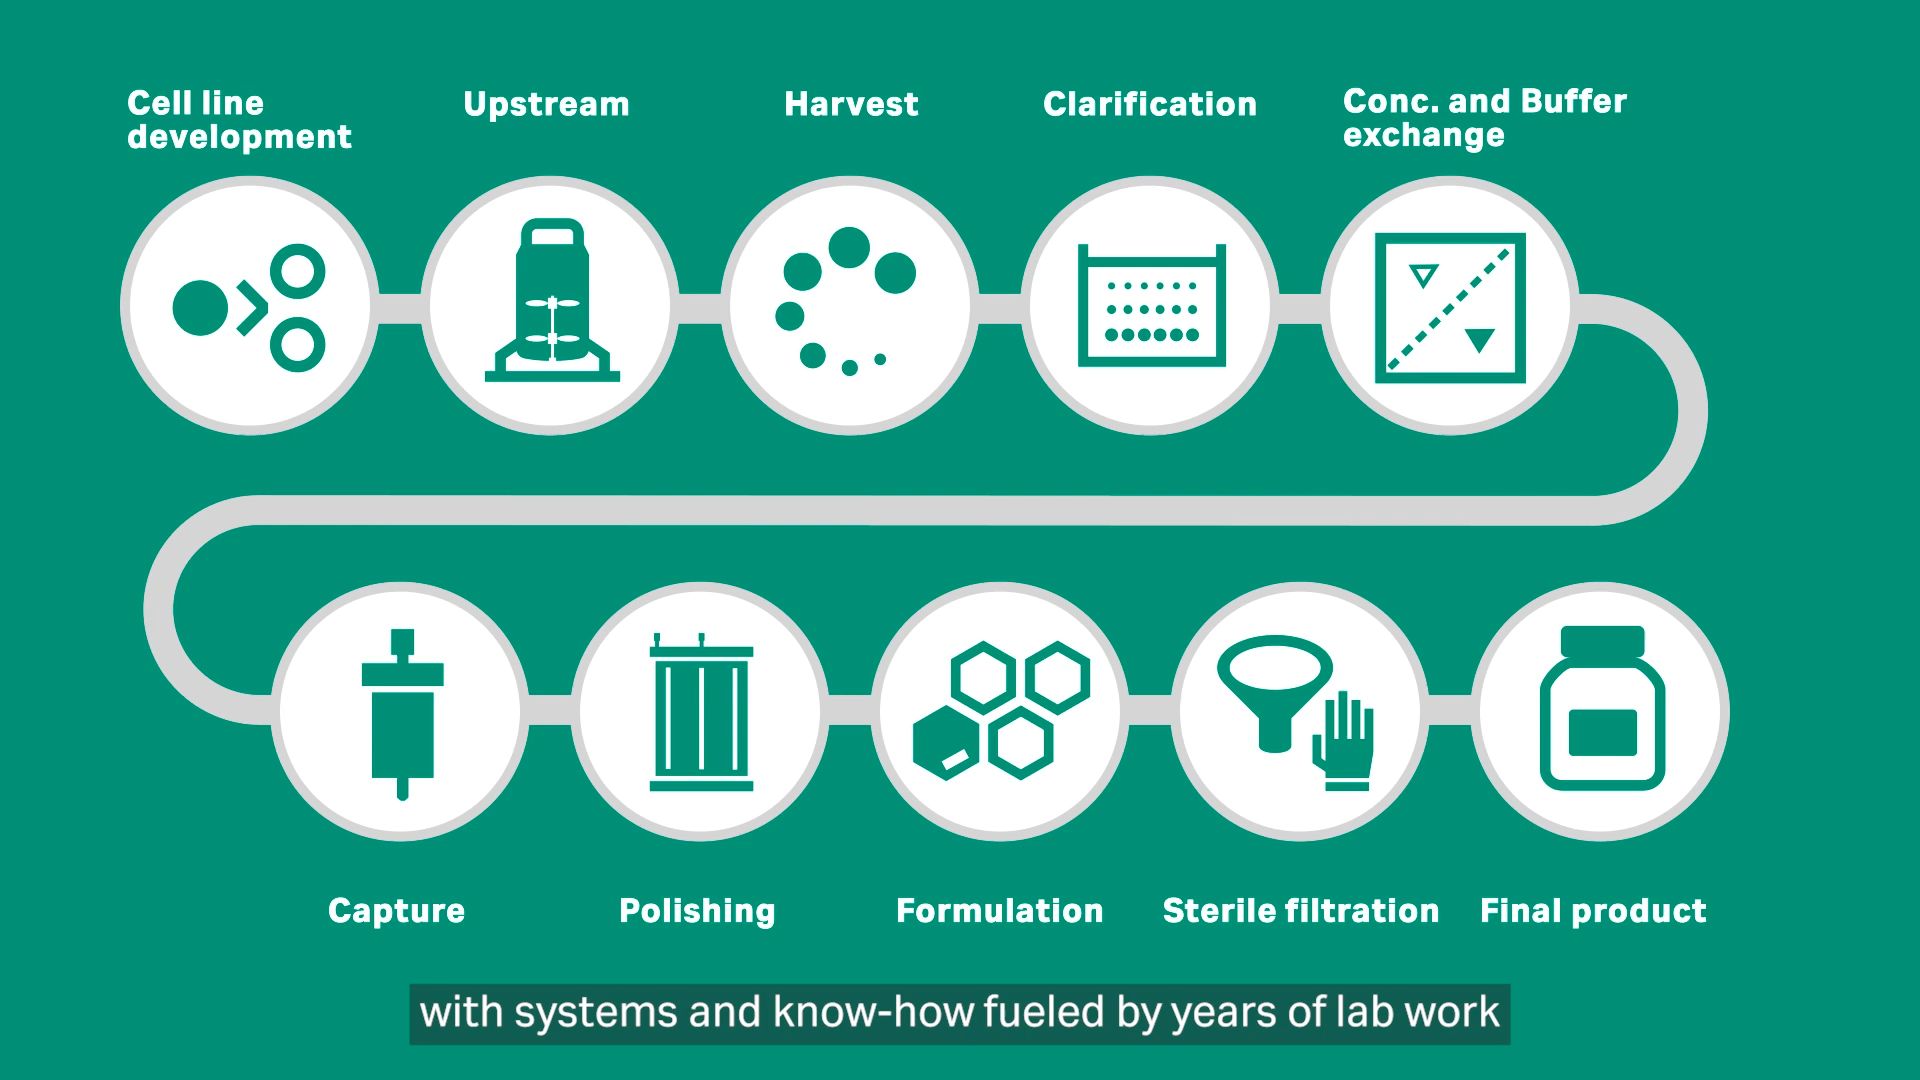 Cell line
development
Upstream
Harvest
Clarification
Conc. and Buffer
exchange
Capture
Polishing
Formulation
Sterile filtration
Final product
with systems and know-how fueled by years of lab work